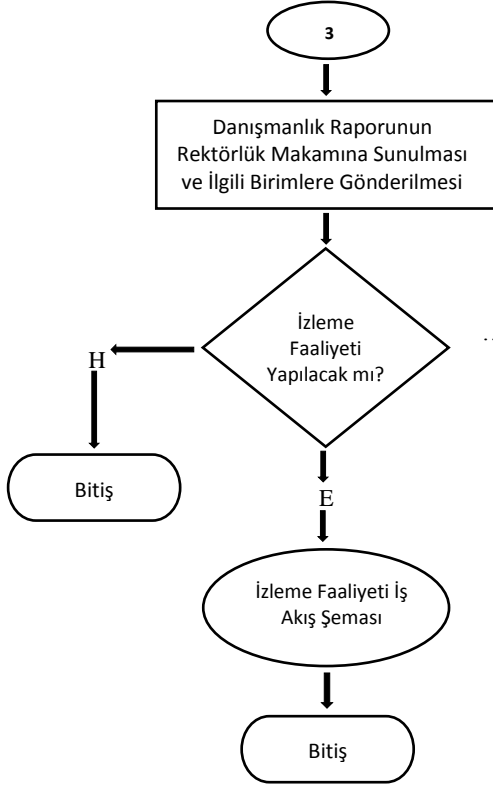 3
Danışmanlık Raporunun
Rektörlük Makamına Sunulması
ve İlgili Birimlere Gönderilmesi
İzleme
Faaliyeti
Yapılacak mı?
H
Bitiş
E
İzleme Faaliyeti İş
Akış Şeması
Bitiş